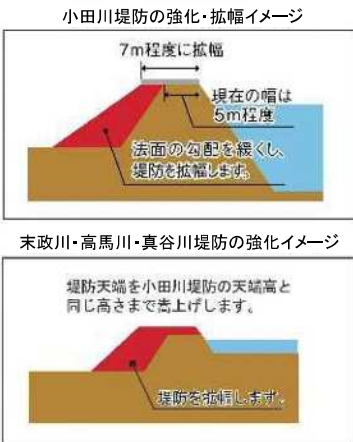 小田川堤防の強化・拡幅イメージ
7m程度に拡幅
現在の幅は
5m程度
法面の勾配を緩くし、
堤防を拡幅します。
末政川・高馬川・真谷川堤防の強化イメージ
堤防天端を小田川堤防の天端高と
同じ高さまで嵩上げします。
堤防を拡幅します。